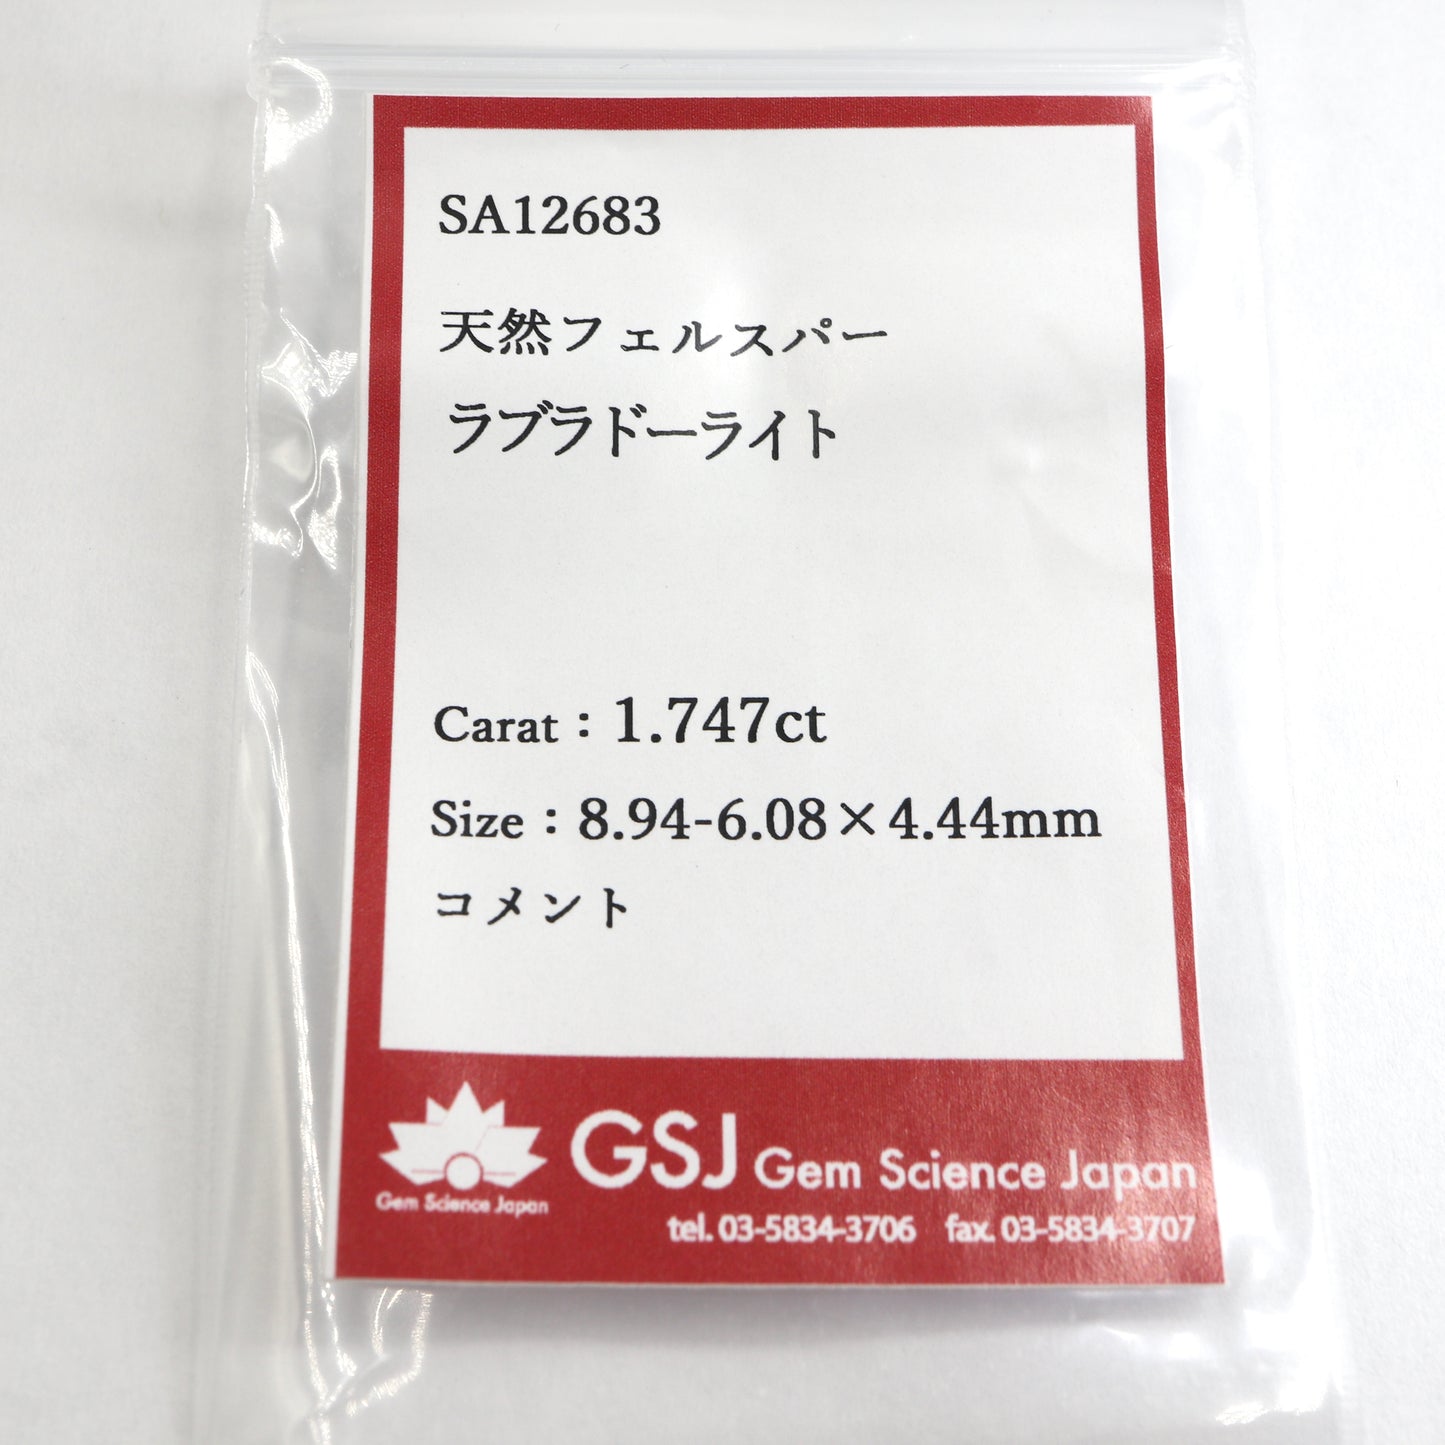 SA12683
天然フェルスパー
ラブラドーライト
Carat：1.747ct
Size：8.94-6.08×4.44mm
コメント
GSJ Gem Science Japan
Gem Science Japan
tel. 03-5834-3706 fax. 03-5834-3707